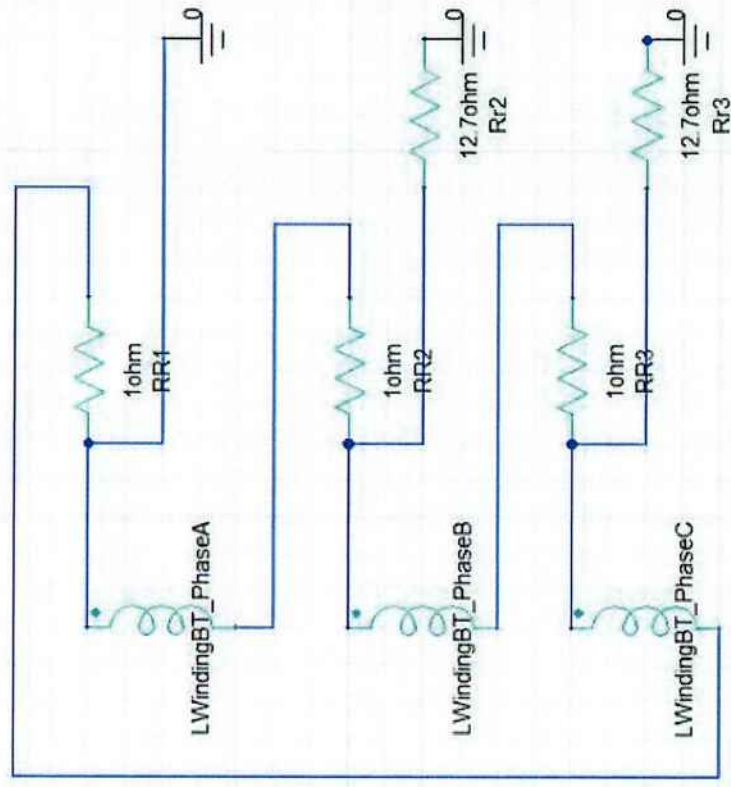 0
1ohm
RR1
LWindingBT_PhaseA
0
12.7ohm
Rr2
1ohm
RR2
LWindingBT_PhaseB
0
12.7ohm
Rr3
1ohm
RR3
LWindingBT_PhaseC